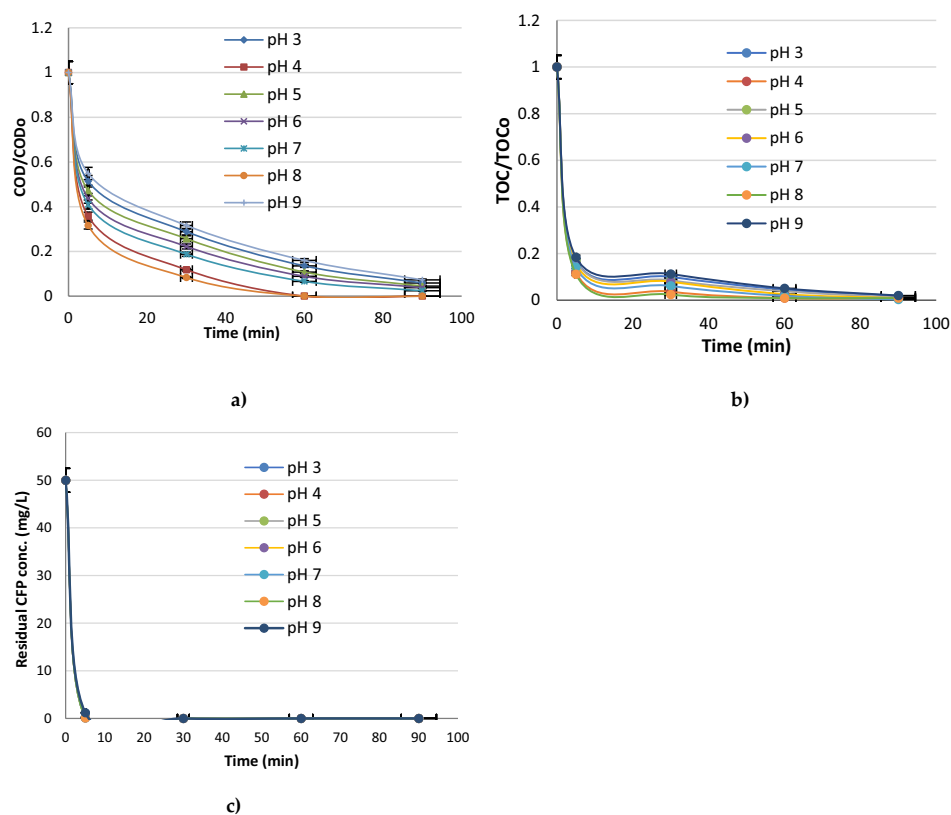 1.2
1
0.8
0.6
0.4
0.2
0
COD/CODo
pH 3
pH 4
pH 5
pH 6
pH 7
pH 8
pH 9
0 20 40 60 80 100
Time (min)
a)
1.2
1
0.8
0.6
0.4
0.2
0
TOC/TOCo
pH 3
pH 4
pH 5
pH 6
pH 7
pH 8
pH 9
0 20 40 60 80 100
Time (min)
b)
60
50
40
30
20
10
0
Residual CFP conc. (mg/L)
pH 3
pH 4
pH 5
pH 6
pH 7
pH 8
pH 9
0 10 20 30 40 50 60 70 80 90 100
Time (min)
c)